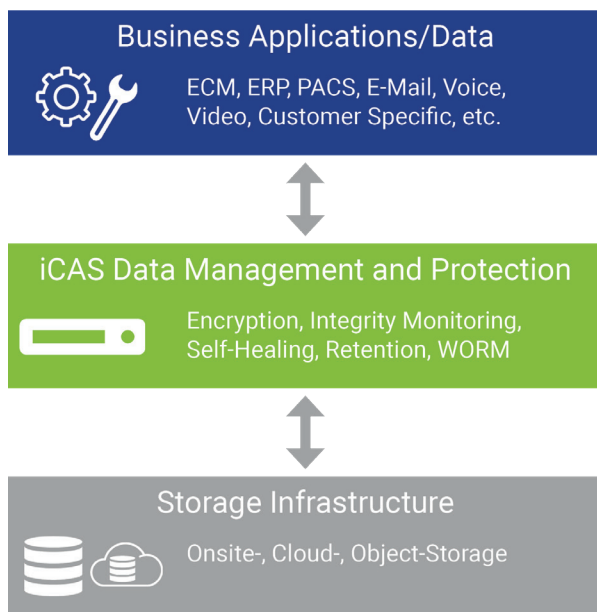 Business Applications/Data
ECM, ERP, PACS, E-Mail, Voice,
Video, Customer Specific, etc.
iCAS Data Management and Protection
Encryption, Integrity Monitoring,
Self-Healing, Retention, WORM
Storage Infrastructure
Onsite-, Cloud-, Object-Storage